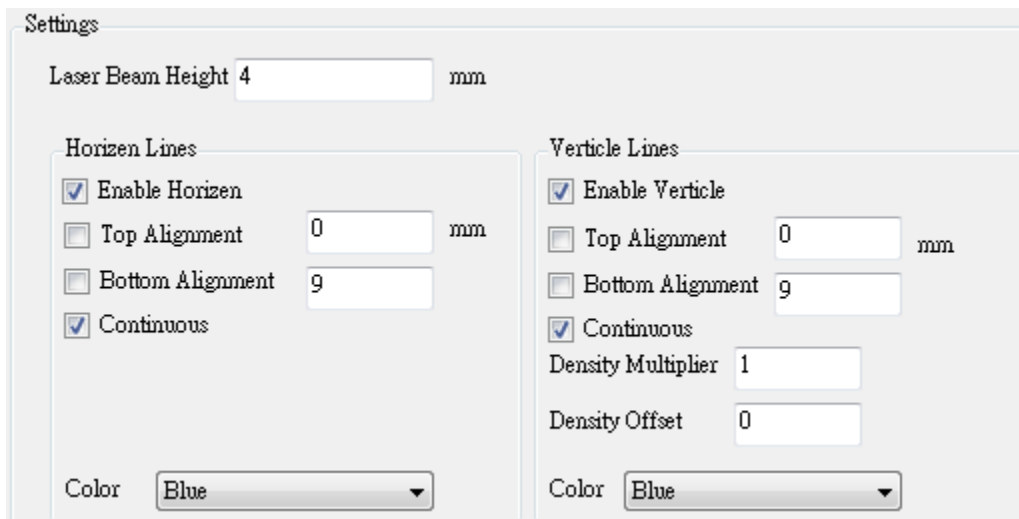 Settings
Laser Beam Height 4 mm
Horizen Lines
Enable Horizen
Top Alignment 0 mm
Bottom Alignment 9
Continuous
Color Blue
Verticle Lines
Enable Verticle
Top Alignment 0 mm
Bottom Alignment 9
Continuous
Density Multiplier 1
Density Offset 0
Color Blue